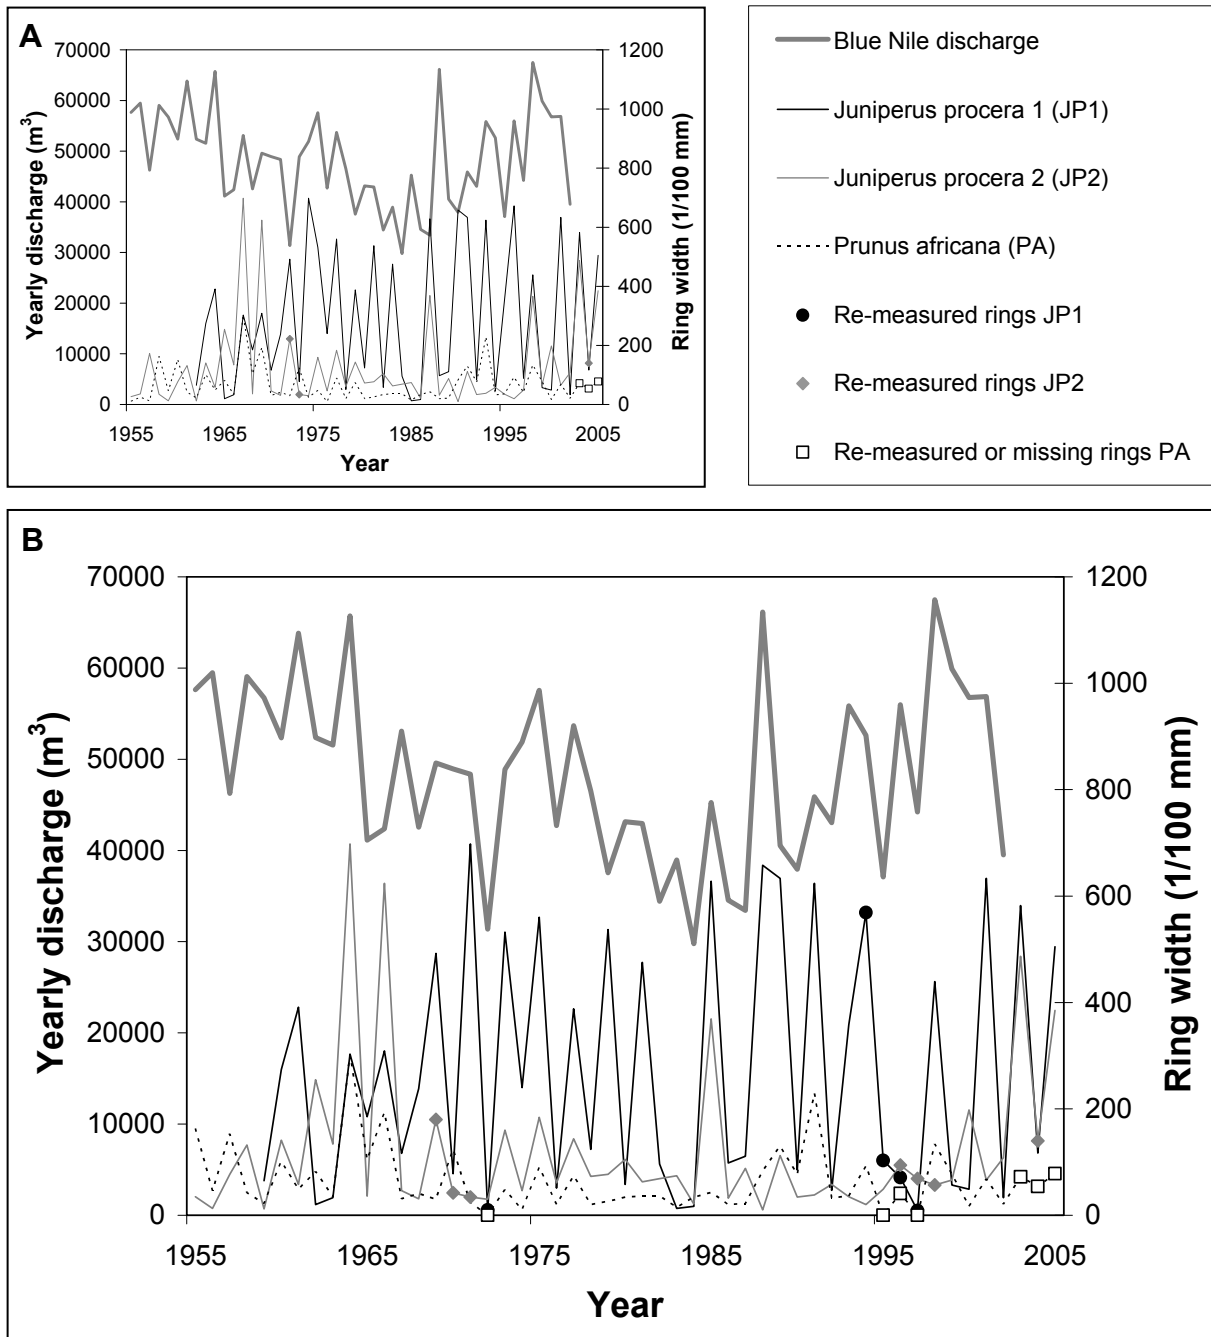 A
70000
60000
50000
40000
30000
20000
10000
0
Yearly discharge (m³)
1200
1000
800
600
400
200
0
Ring width (1/100 mm)
1955 1965 1975 1985 1995 2005
Year
Blue Nile discharge
Juniperus procera 1 (JP1)
Juniperus procera 2 (JP2)
Prunus africana (PA)
Re-measured rings JP1
Re-measured rings JP2
Re-measured or missing rings PA
B
70000
60000
50000
40000
30000
20000
10000
0
Yearly discharge (m³)
1200
1000
800
600
400
200
0
Ring width (1/100 mm)
1955 1965 1975 1985 1995 2005
Year